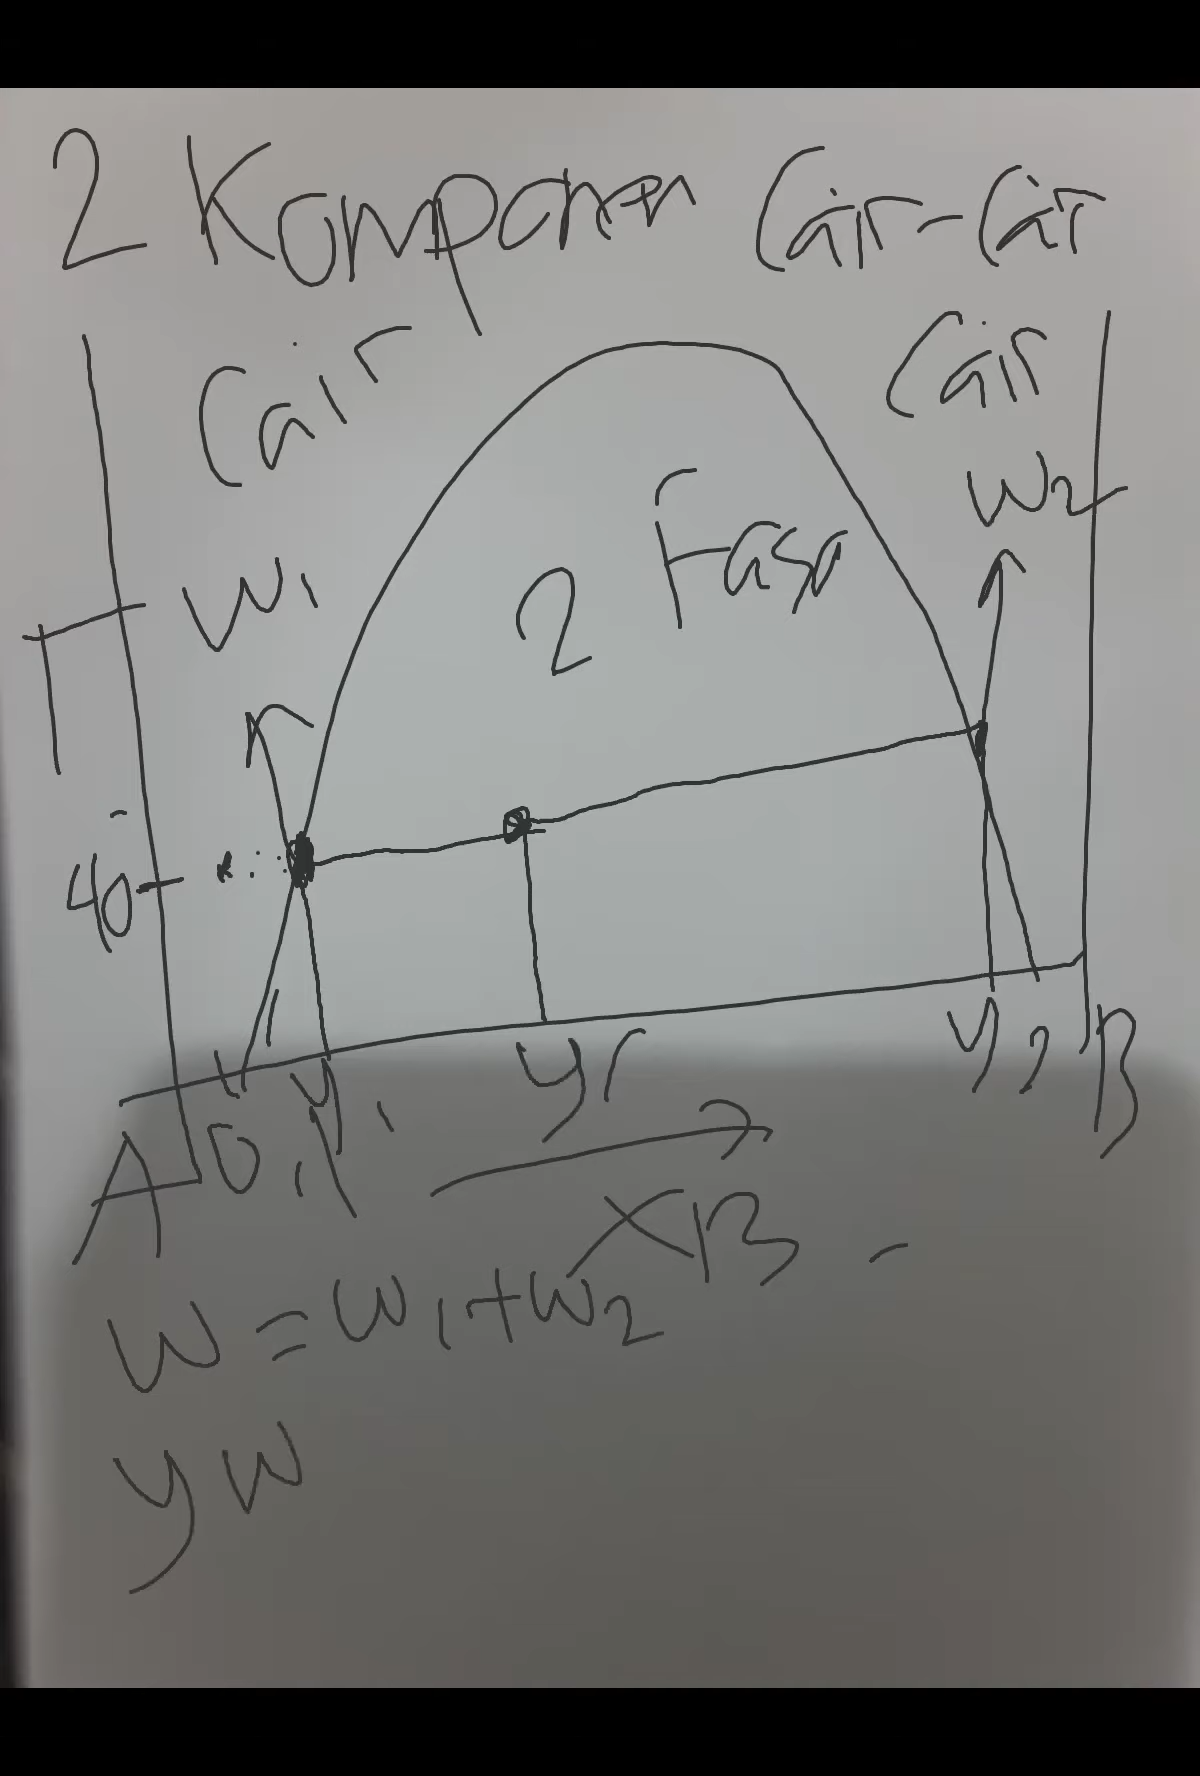 2 Komponen Cair-Cair
Cair
Cair
W2
2 Fasa
W1
T
40
y1
yr
y2
B
A
0,1
XB
W = W1 + W2
y W